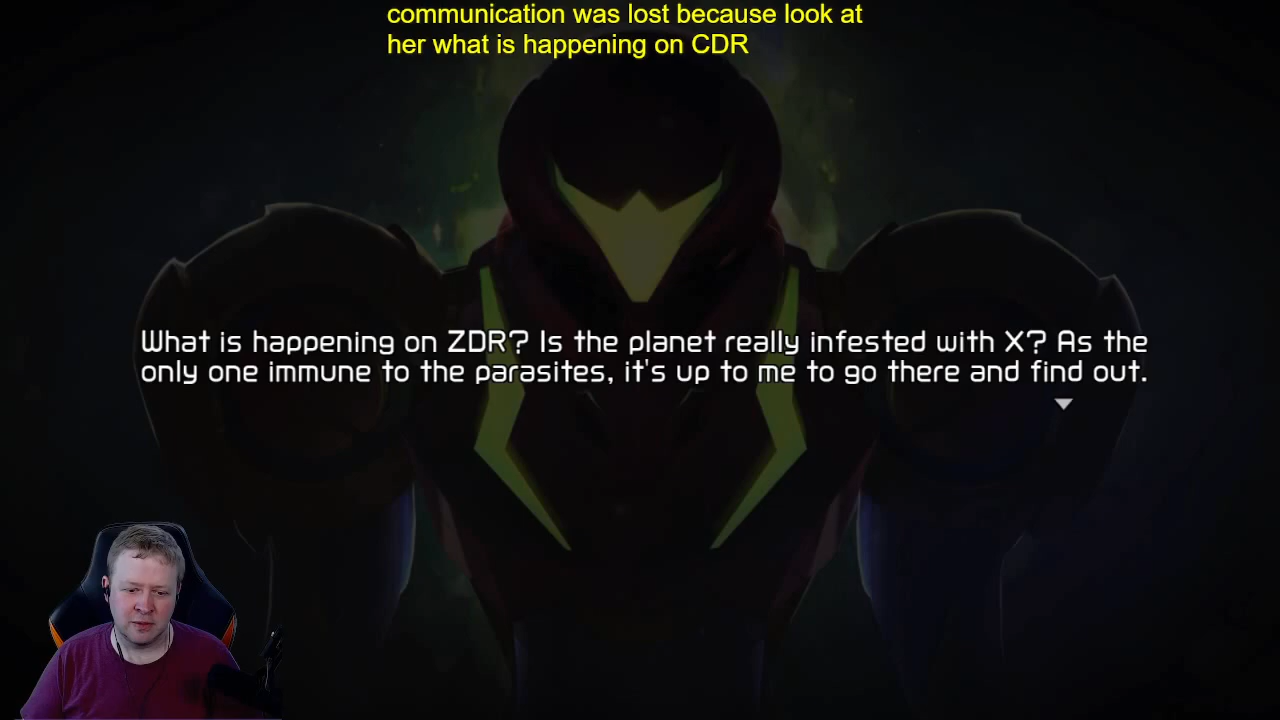 communication was lost because look at
her what is happening on CDR
What is happening on ZDR? Is the planet really infested with X? As the
only one immune to the parasites, it's up to me to go there and find out.